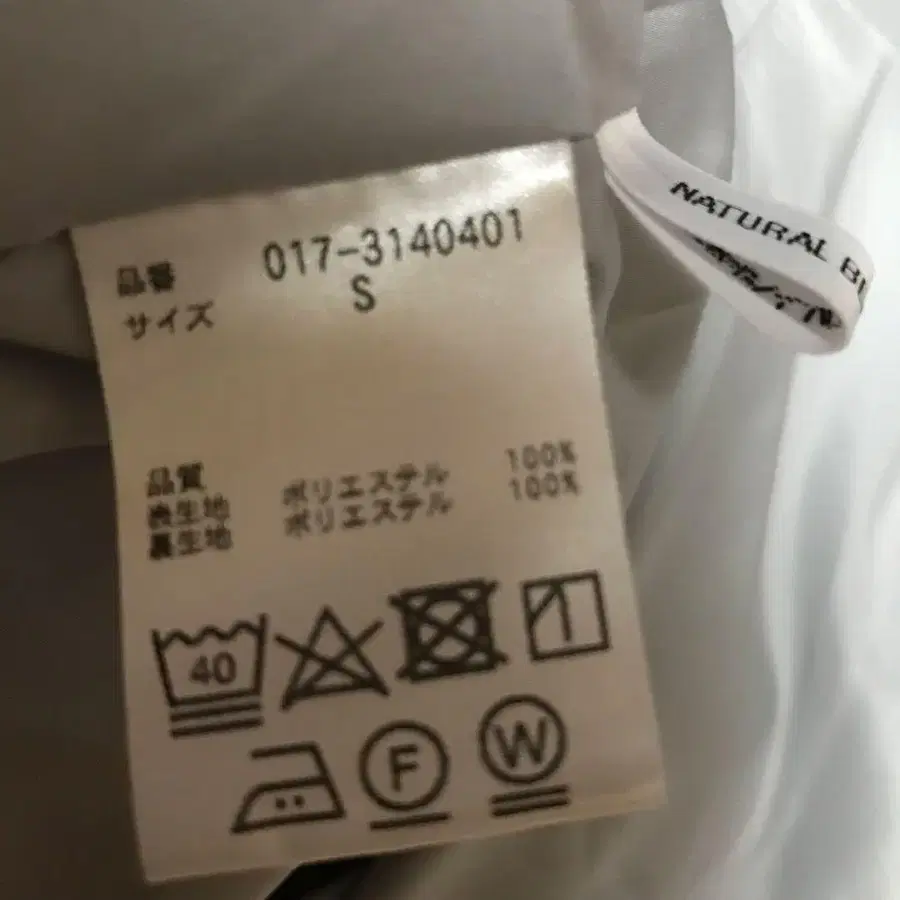 品番 017-3140401
サイズ S
品質
表生地 ポリエステル 100%
裏生地 ポリエステル 100%
40
F
W
NATURAL